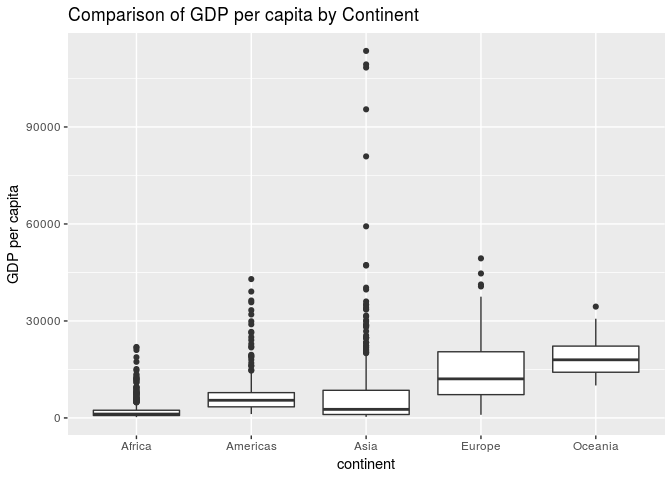 Comparison of GDP per capita by Continent
GDP per capita
90000
60000
30000
0
Africa Americas Asia Europe Oceania
continent